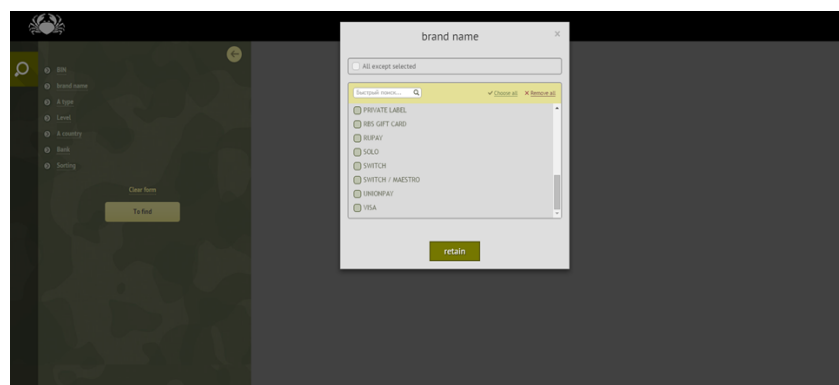 brand name
×
All except selected
Быстрый поиск...
Choose all
Remove all
PRIVATE LABEL
RBS GIFT CARD
RUPAY
SOLO
SWITCH
SWITCH / MAESTRO
UNIONPAY
VISA
retain
BIN
brand name
A type
Level
A country
Bank
Sorting
Clear form
To find